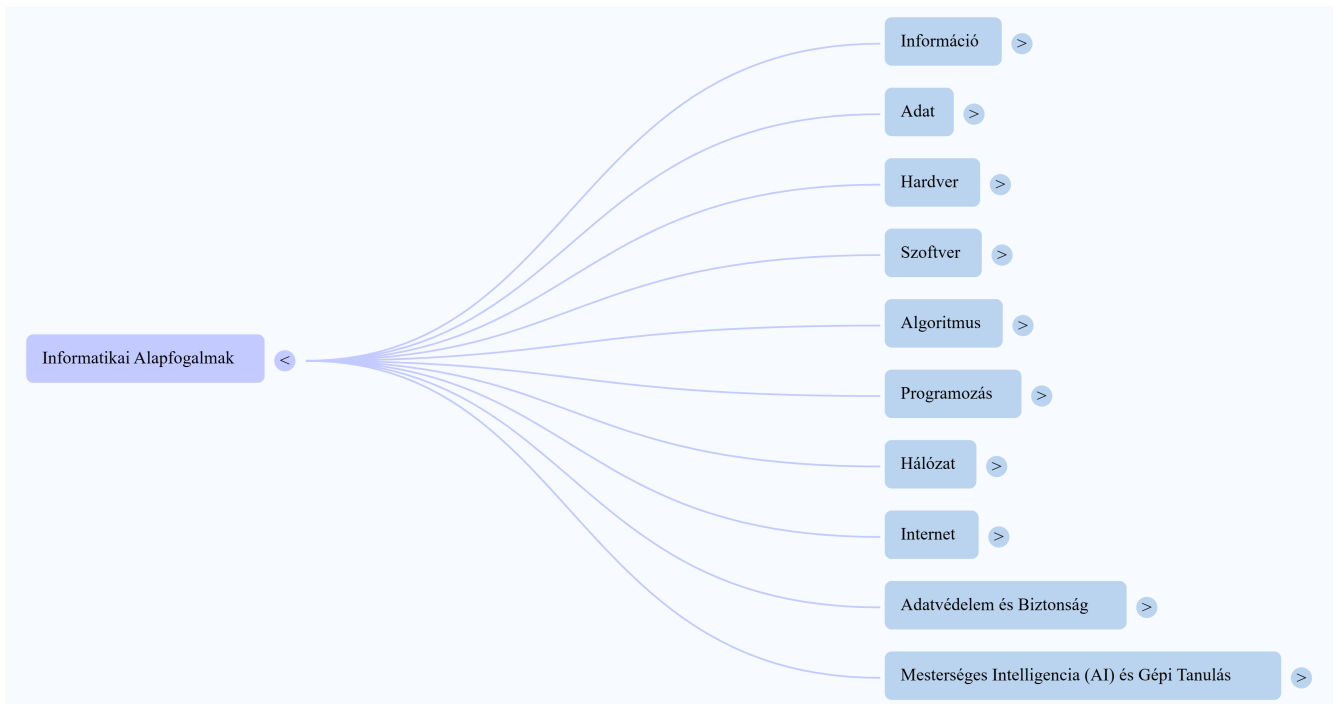 Információ >
Adat >
Hardver >
Szoftver >
Algoritmus >
Informatikai Alapfogalmak <
Programozás >
Hálózat >
Internet >
Adatvédelem és Biztonság >
Mesterséges Intelligencia (AI) és Gépi Tanulás >